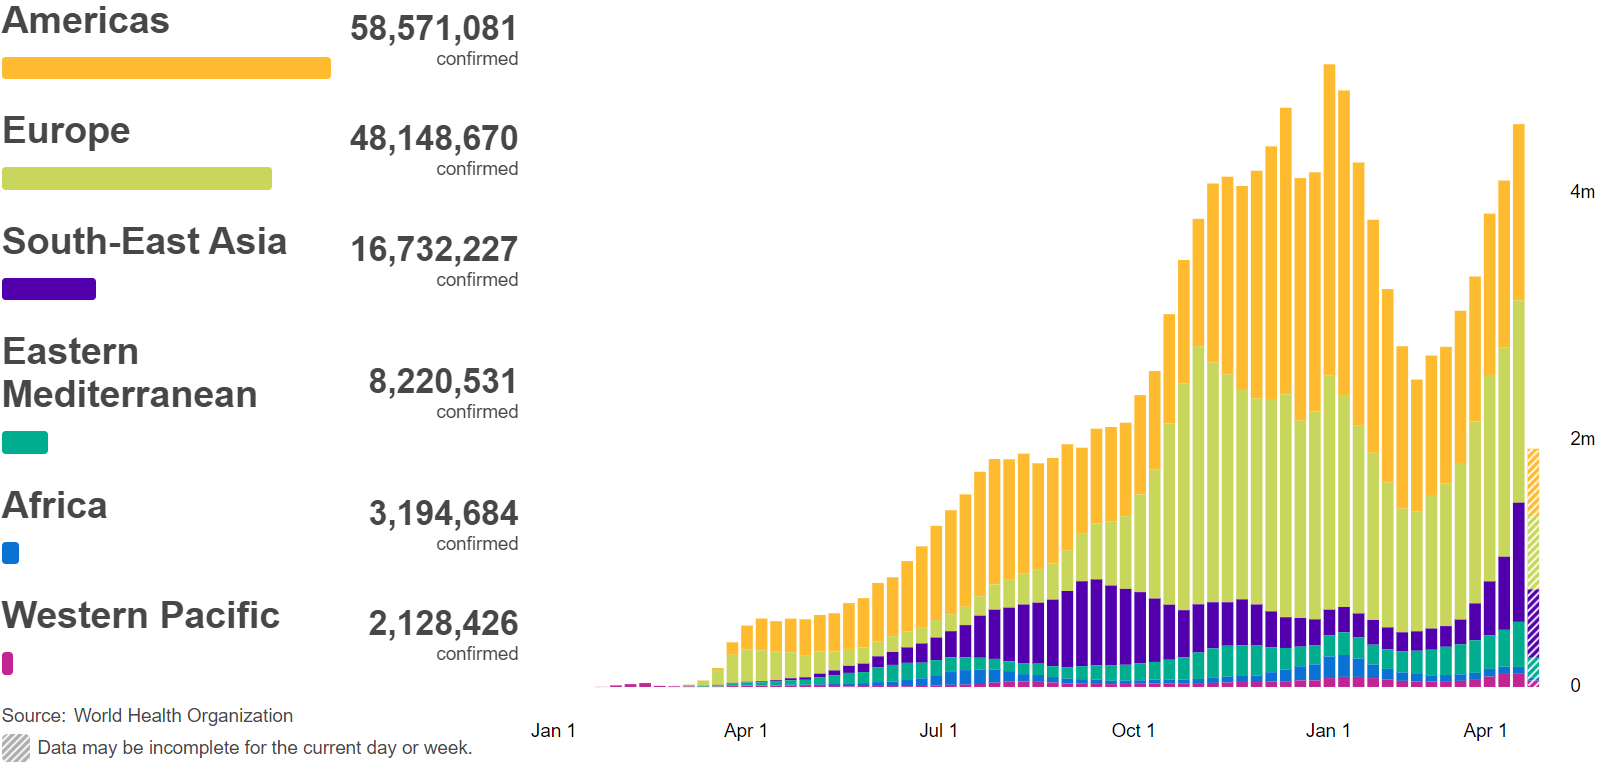 Americas
58,571,081
confirmed
Europe
48,148,670
confirmed
South-East Asia
16,732,227
confirmed
Eastern
Mediterranean
8,220,531
confirmed
Africa
3,194,684
confirmed
Western Pacific
2,128,426
confirmed
Source: World Health Organization
Data may be incomplete for the current day or week.
4m
2m
0
Jan 1
Apr 1
Jul 1
Oct 1
Jan 1
Apr 1